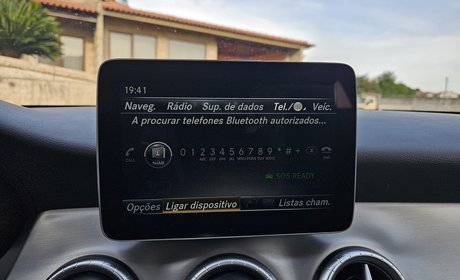 19:41
Naveg. Rádio Sup. de dados Tel./ Veíc.
A procurar telefones Bluetooth autorizados...
CALL NAME 0 1 2 3 4 5 6 7 8 9 * # +
ABC DEF GHI JKL MNO PQRS TUV WXYZ
END
SOS READY
Opções Ligar dispositivo Listas cham.